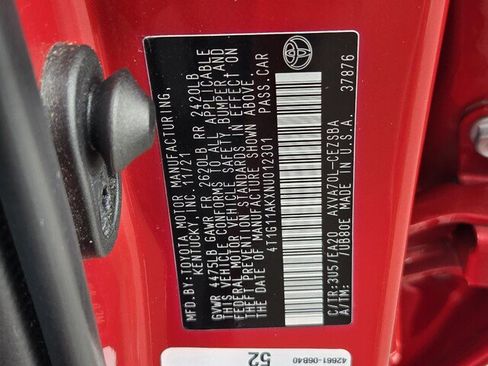 MFD. BY:TOYOTA MOTOR MANUFACTURING,
KENTUCKY, INC. 11/21
GVWR 4475LB GAWR FR 2620LB RR 2420LB
THIS VEHICLE CONFORMS TO ALL APPLICABLE
FEDERAL MOTOR VEHICLE SAFETY, BUMPER, AND
THEFT PREVENTION STANDARDS IN EFFECT ON
THE DATE OF MANUFACTURE SHOWN ABOVE.
4T1G11AKXNU012301 PASS.CAR
C/TR:3U5 /EA20 AXVA70L-CEZSBA
A/TM: /UB80E MADE IN U.S.A. 37876
42661-06840
52